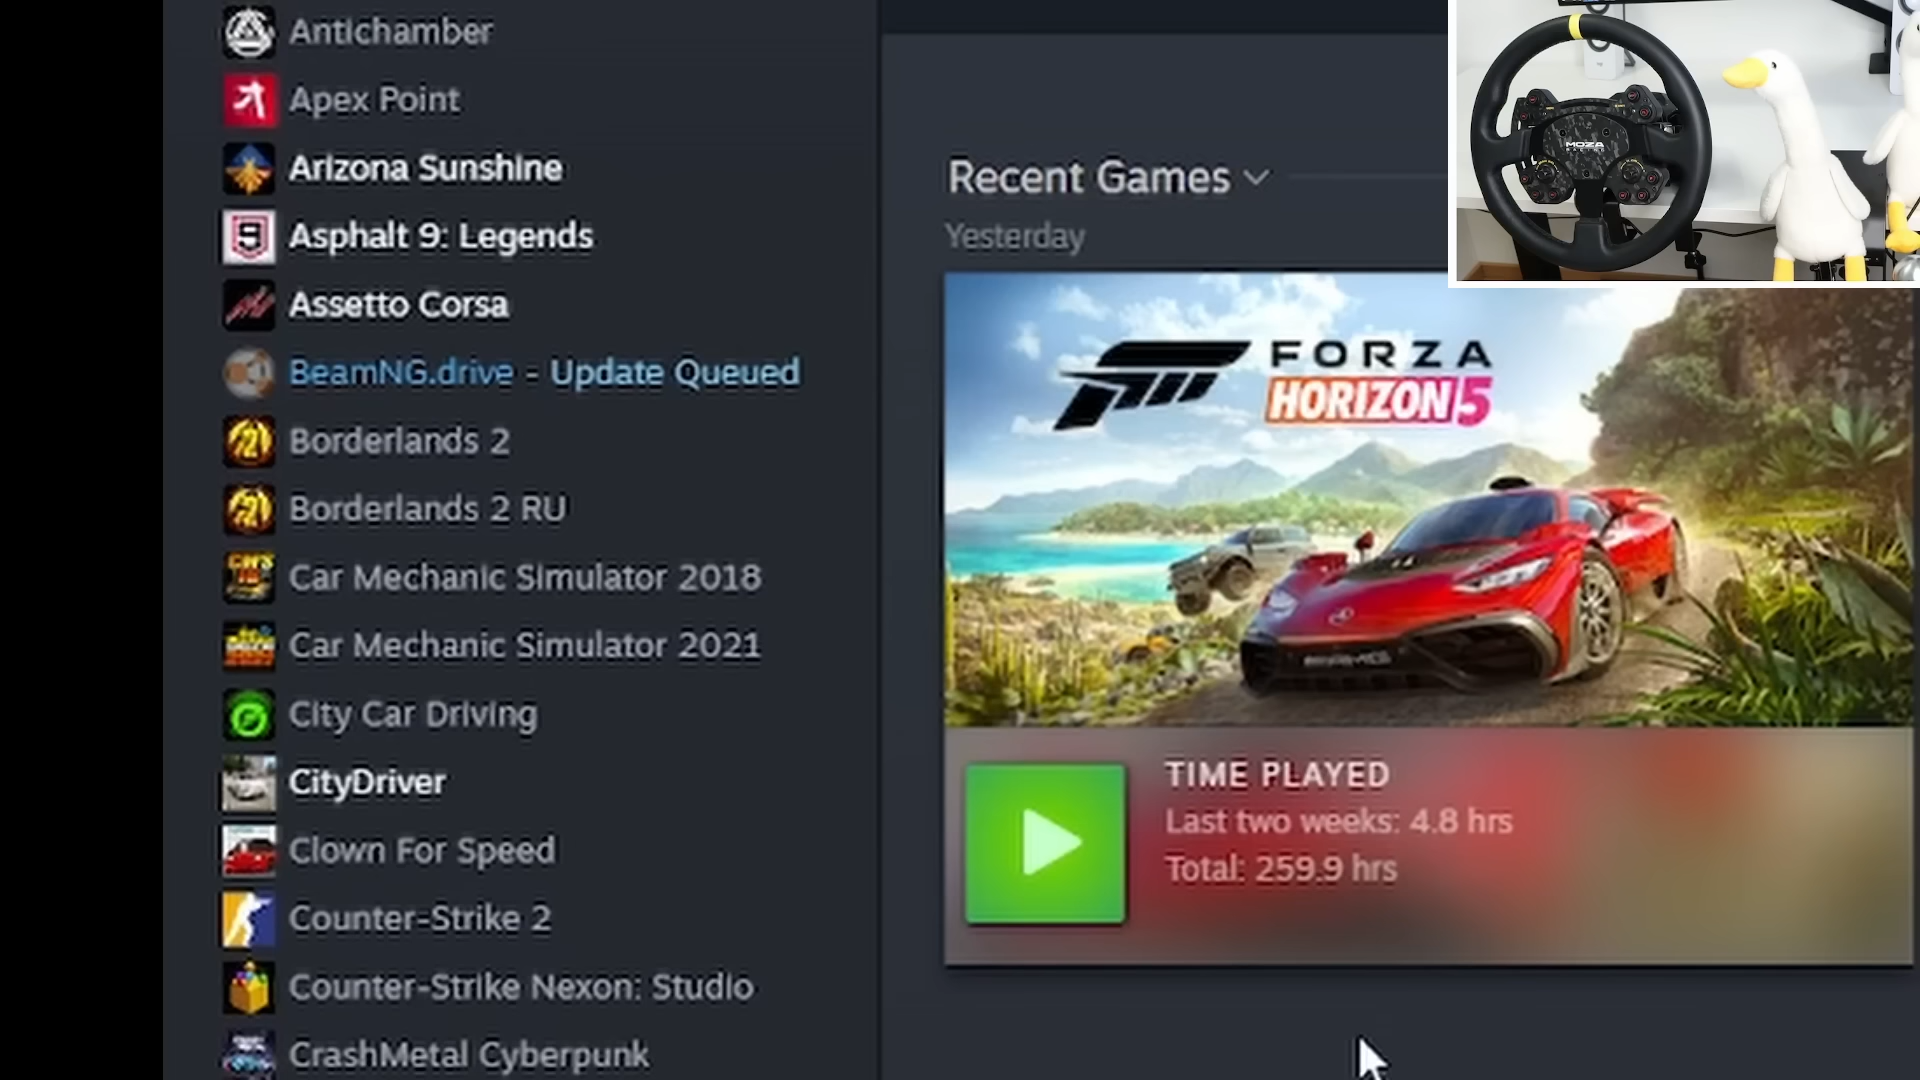 Antichamber
Apex Point
Arizona Sunshine
Asphalt 9: Legends
Assetto Corsa
BeamNG.drive - Update Queued
Borderlands 2
Borderlands 2 RU
Car Mechanic Simulator 2018
Car Mechanic Simulator 2021
City Car Driving
CityDriver
Clown For Speed
Counter-Strike 2
Counter-Strike Nexon: Studio
CrashMetal Cyberpunk
Recent Games
Yesterday
FORZA
HORIZON 5
TIME PLAYED
Last two weeks: 4.8 hrs
Total: 259.9 hrs
MOZA
RACING